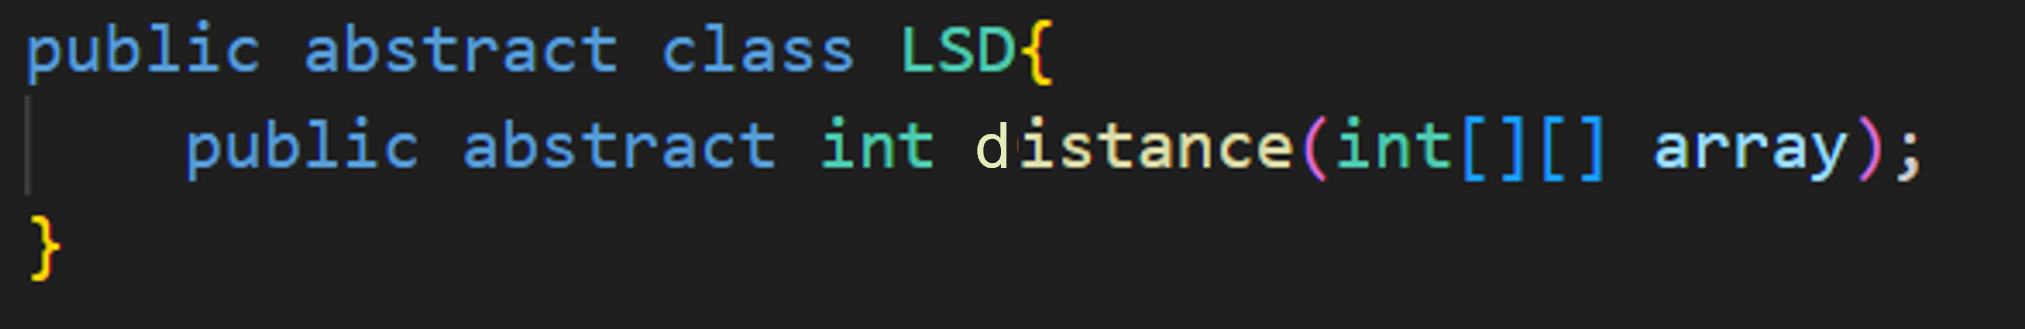 public abstract class LSD{
    public abstract int distance(int[][] array);
}